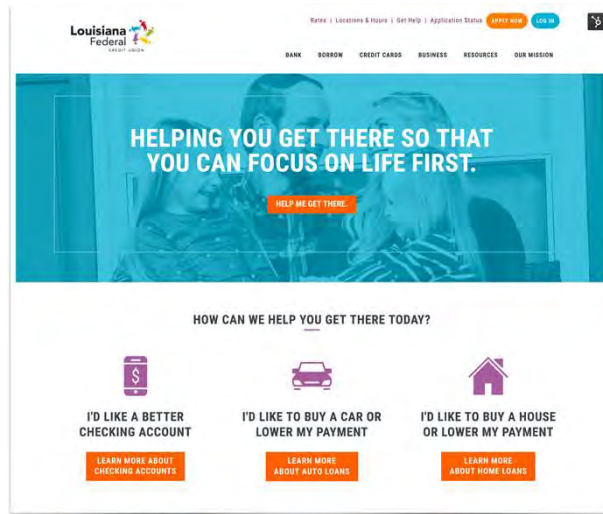 Louisiana
Federal
CREDIT UNION
Rates | Locations & Hours | Get Help | Application Status APPLY NOW LOG IN
BANK BORROW CREDIT CARDS BUSINESS RESOURCES OUR MISSION
HELPING YOU GET THERE SO THAT
YOU CAN FOCUS ON LIFE FIRST.
HELP ME GET THERE.
HOW CAN WE HELP YOU GET THERE TODAY?
$
I'D LIKE A BETTER
CHECKING ACCOUNT
LEARN MORE ABOUT
CHECKING ACCOUNTS
I'D LIKE TO BUY A CAR OR
LOWER MY PAYMENT
LEARN MORE
ABOUT AUTO LOANS
I'D LIKE TO BUY A HOUSE
OR LOWER MY PAYMENT
LEARN MORE
ABOUT HOME LOANS